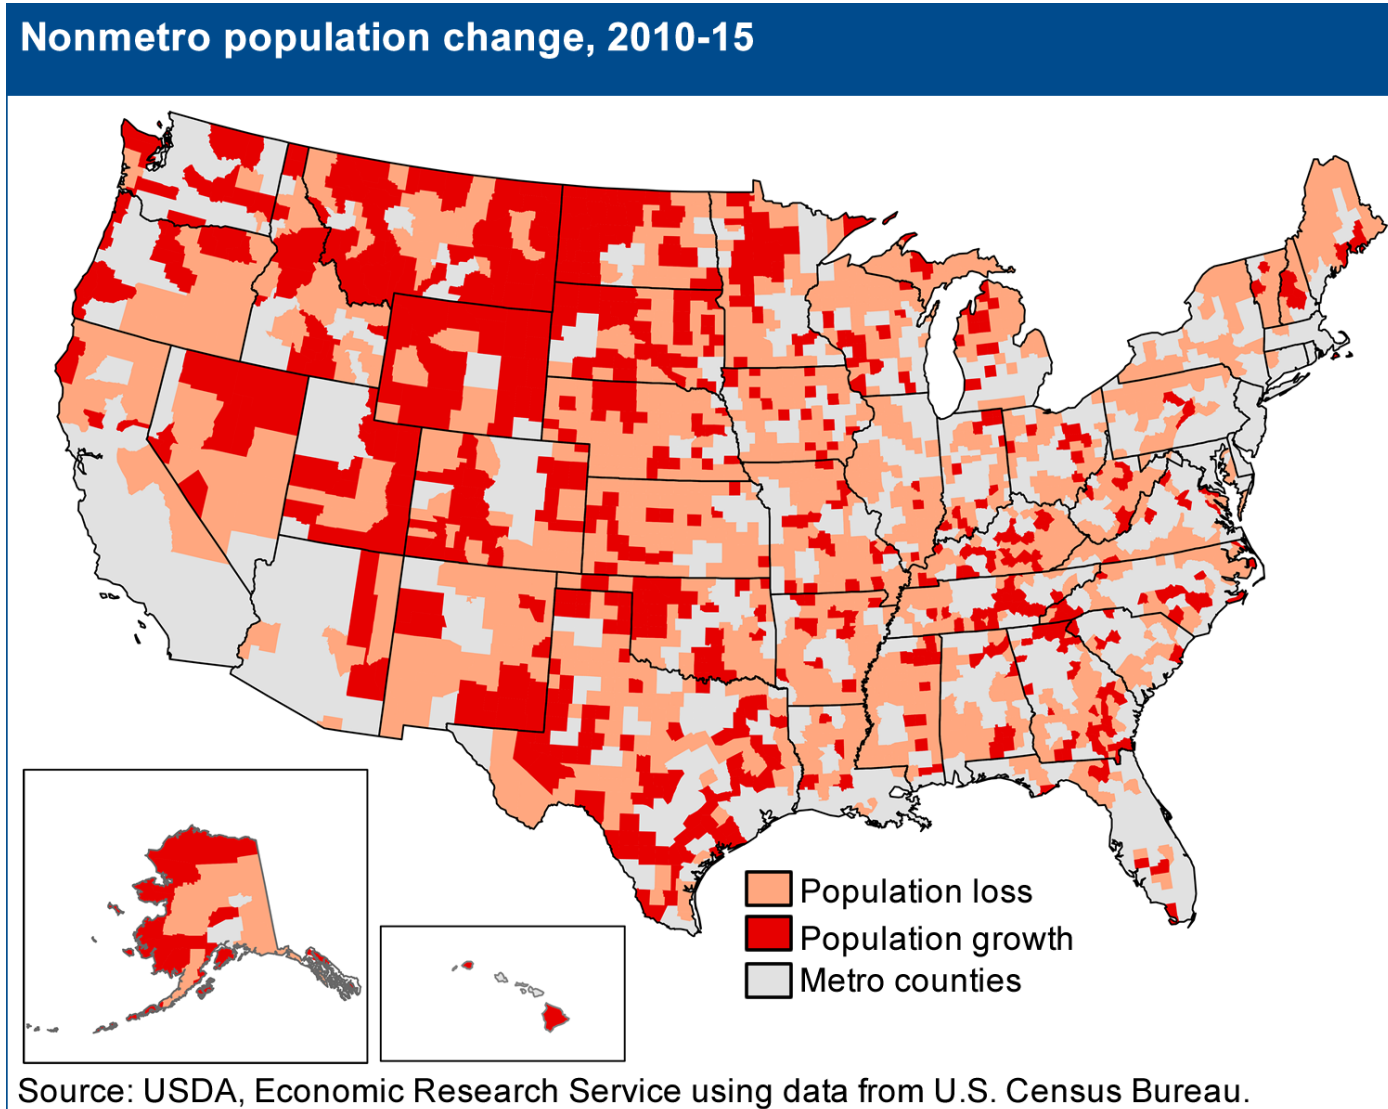 Nonmetro population change, 2010-15
Population loss
Population growth
Metro counties
Source: USDA, Economic Research Service using data from U.S. Census Bureau.